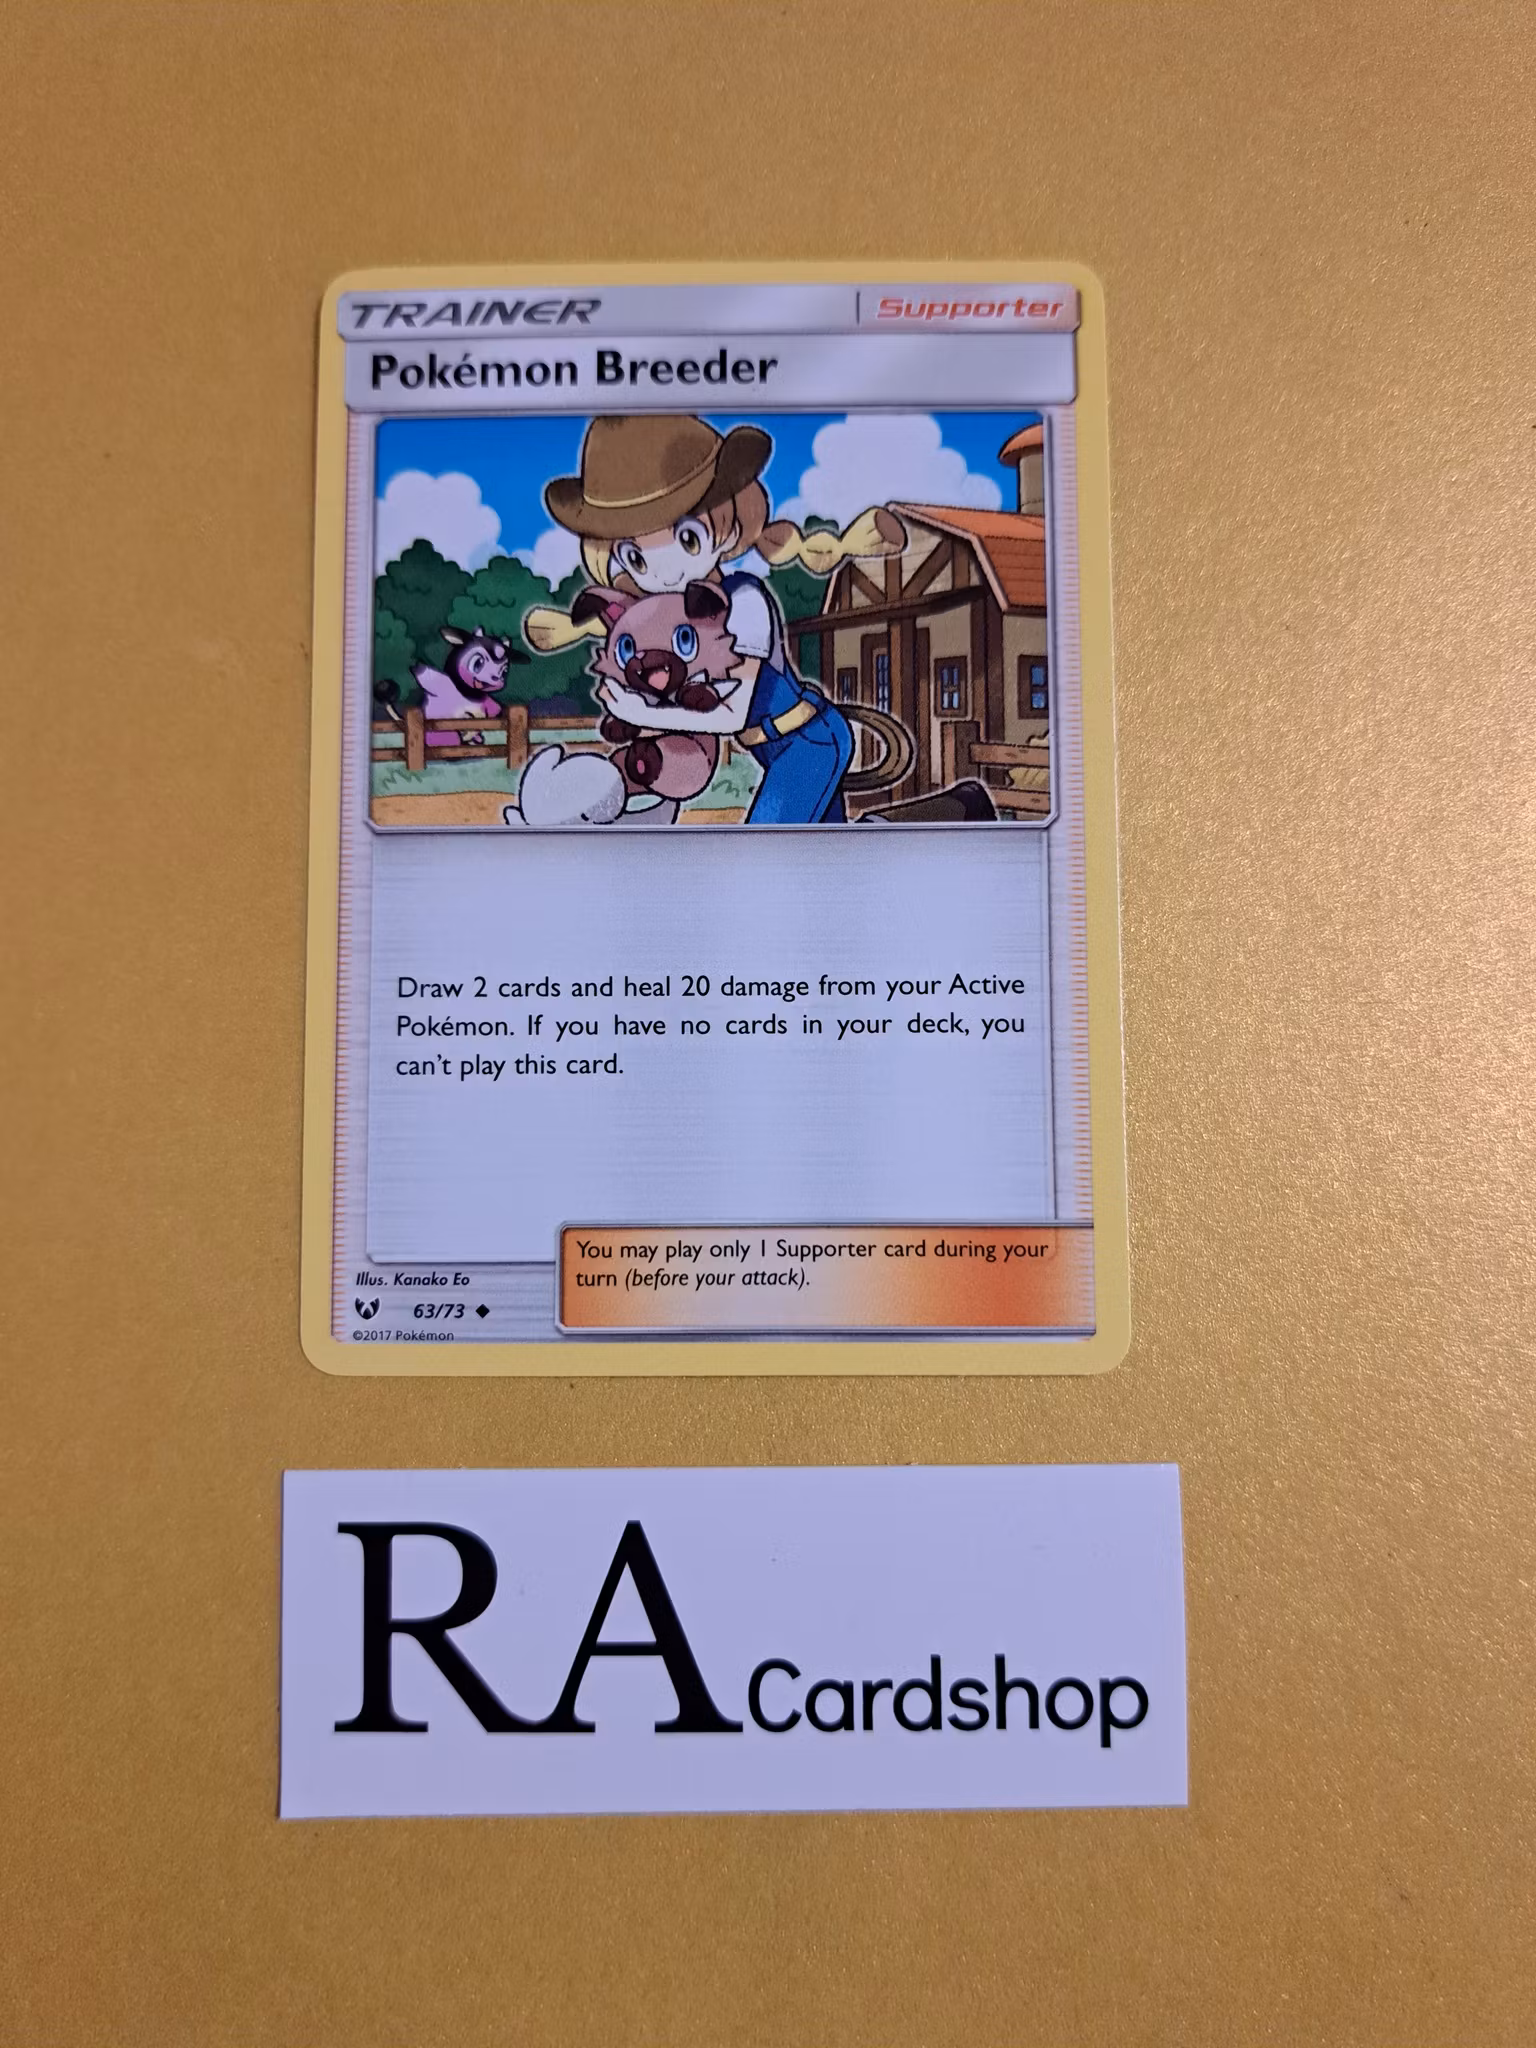 TRAINER
Supporter
Pokémon Breeder
Draw 2 cards and heal 20 damage from your Active
Pokémon. If you have no cards in your deck, you
can't play this card.
You may play only 1 Supporter card during your
turn (before your attack).
Illus. Kanako Eo
63/73 ◆
©2017 Pokémon
RA Cardshop